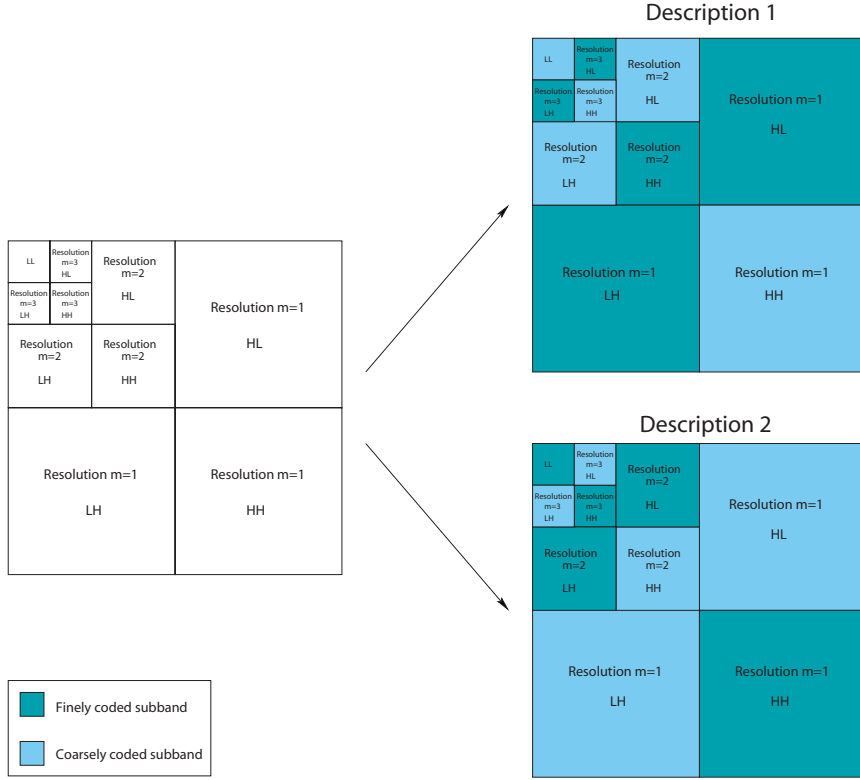 Description 1
LL
Resolution
m=3
HL
Resolution
m=2
HL
Resolution m=1
HL
Resolution
m=3
LH
Resolution
m=3
HH
Resolution
m=2
LH
Resolution
m=2
HH
Resolution m=1
LH
Resolution m=1
HH
LL
Resolution
m=3
HL
Resolution
m=2
HL
Resolution m=1
HL
Resolution
m=3
LH
Resolution
m=3
HH
Resolution
m=2
LH
Resolution
m=2
HH
Resolution m=1
LH
Resolution m=1
HH
Description 2
LL
Resolution
m=3
HL
Resolution
m=2
HL
Resolution m=1
HL
Resolution
m=3
LH
Resolution
m=3
HH
Resolution
m=2
LH
Resolution
m=2
HH
Resolution m=1
LH
Resolution m=1
HH
Finely coded subband
Coarsely coded subband